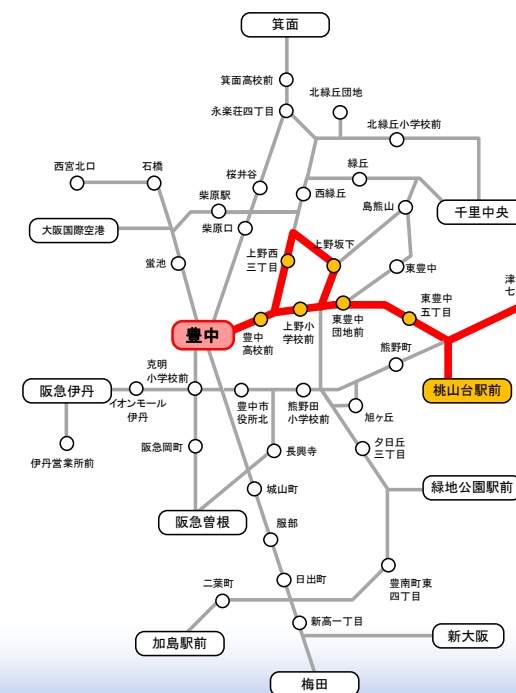 箕面
箕面高校前
北緑丘団地
永楽荘四丁目
北緑丘小学校前
西宮北口
石橋
桜井谷
緑丘
柴原駅
西緑丘
島熊山
千里中央
大阪国際空港
柴原口
上野西
三丁目
上野坂下
蛍池
東豊中
津
七
東豊中
五丁目
豊中
豊中
高校前
上野小
学校前
東豊中
団地前
熊野町
克明
小学校前
阪急伊丹
イオンモール
伊丹
豊中市
役所北
熊野田
小学校前
桃山台駅前
旭ヶ丘
伊丹営業所前
阪急岡町
長興寺
夕日丘
三丁目
城山町
緑地公園駅前
阪急曽根
服部
二葉町
日出町
豊南町東
四丁目
新高一丁目
加島駅前
新大阪
梅田